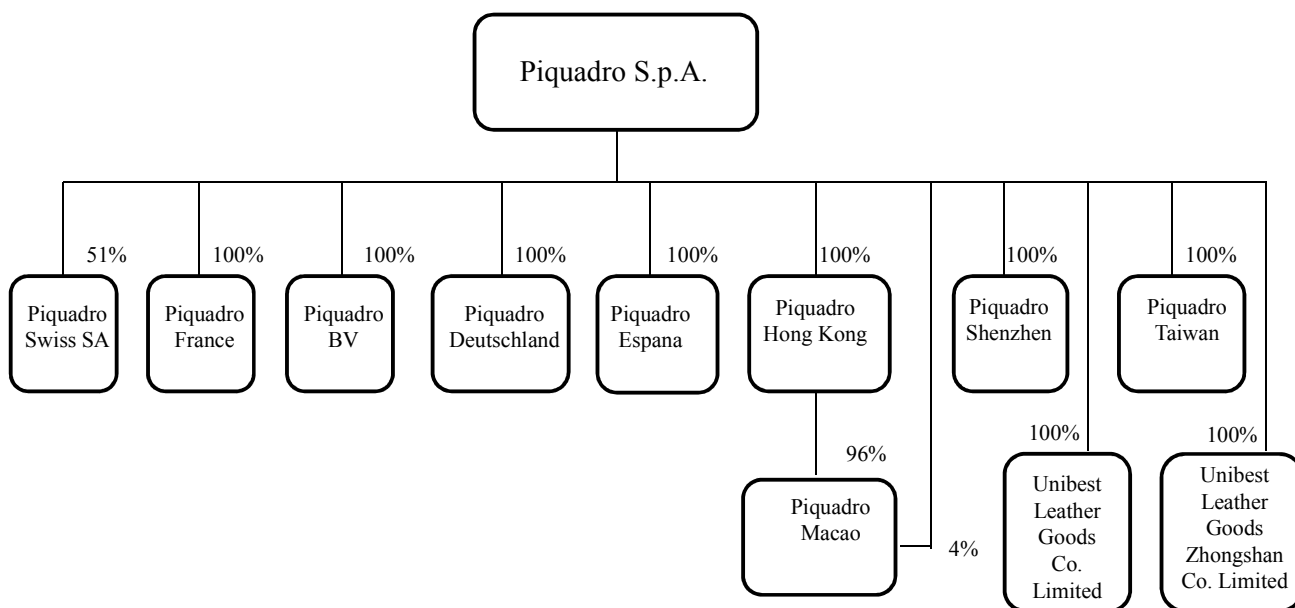 Piquadro S.p.A.
51%
100%
100%
100%
100%
100%
100%
100%
Piquadro
Swiss SA
Piquadro
France
Piquadro
BV
Piquadro
Deutschland
Piquadro
Espana
Piquadro
Hong Kong
Piquadro
Shenzhen
Piquadro
Taiwan
96%
Piquadro
Macao
4%
100%
Unibest
Leather
Goods
Co.
Limited
100%
Unibest
Leather
Goods
Zhongshan
Co. Limited